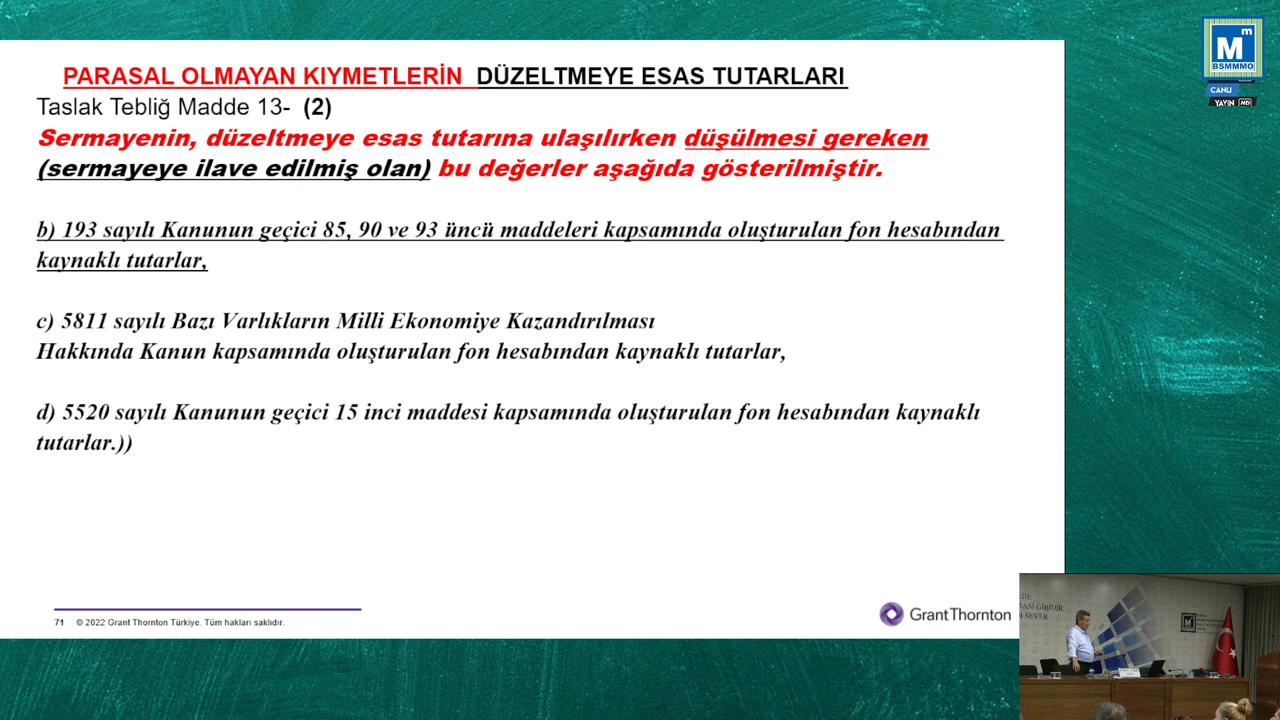 PARASAL OLMAYAN KIYMETLERİN DÜZELTMEYE ESAS TUTARLARI
Taslak Tebliğ Madde 13- (2)
Sermayenin, düzeltmeye esas tutarına ulaşılırken düşülmesi gereken
(sermayeye ilave edilmiş olan) bu değerler aşağıda gösterilmiştir.
b) 193 sayılı Kanunun geçici 85, 90 ve 93 üncü maddeleri kapsamında oluşturulan fon hesabından
kaynaklı tutarlar,
c) 5811 sayılı Bazı Varlıkların Milli Ekonomiye Kazandırılması
Hakkında Kanun kapsamında oluşturulan fon hesabından kaynaklı tutarlar,
d) 5520 sayılı Kanunun geçici 15 inci maddesi kapsamında oluşturulan fon hesabından kaynaklı
tutarlar.))
71 © 2022 Grant Thornton Türkiye. Tüm hakları saklıdır.
GrantThornton
Mm
BSMMMO
CANLI
YAYIN HD
SEVER